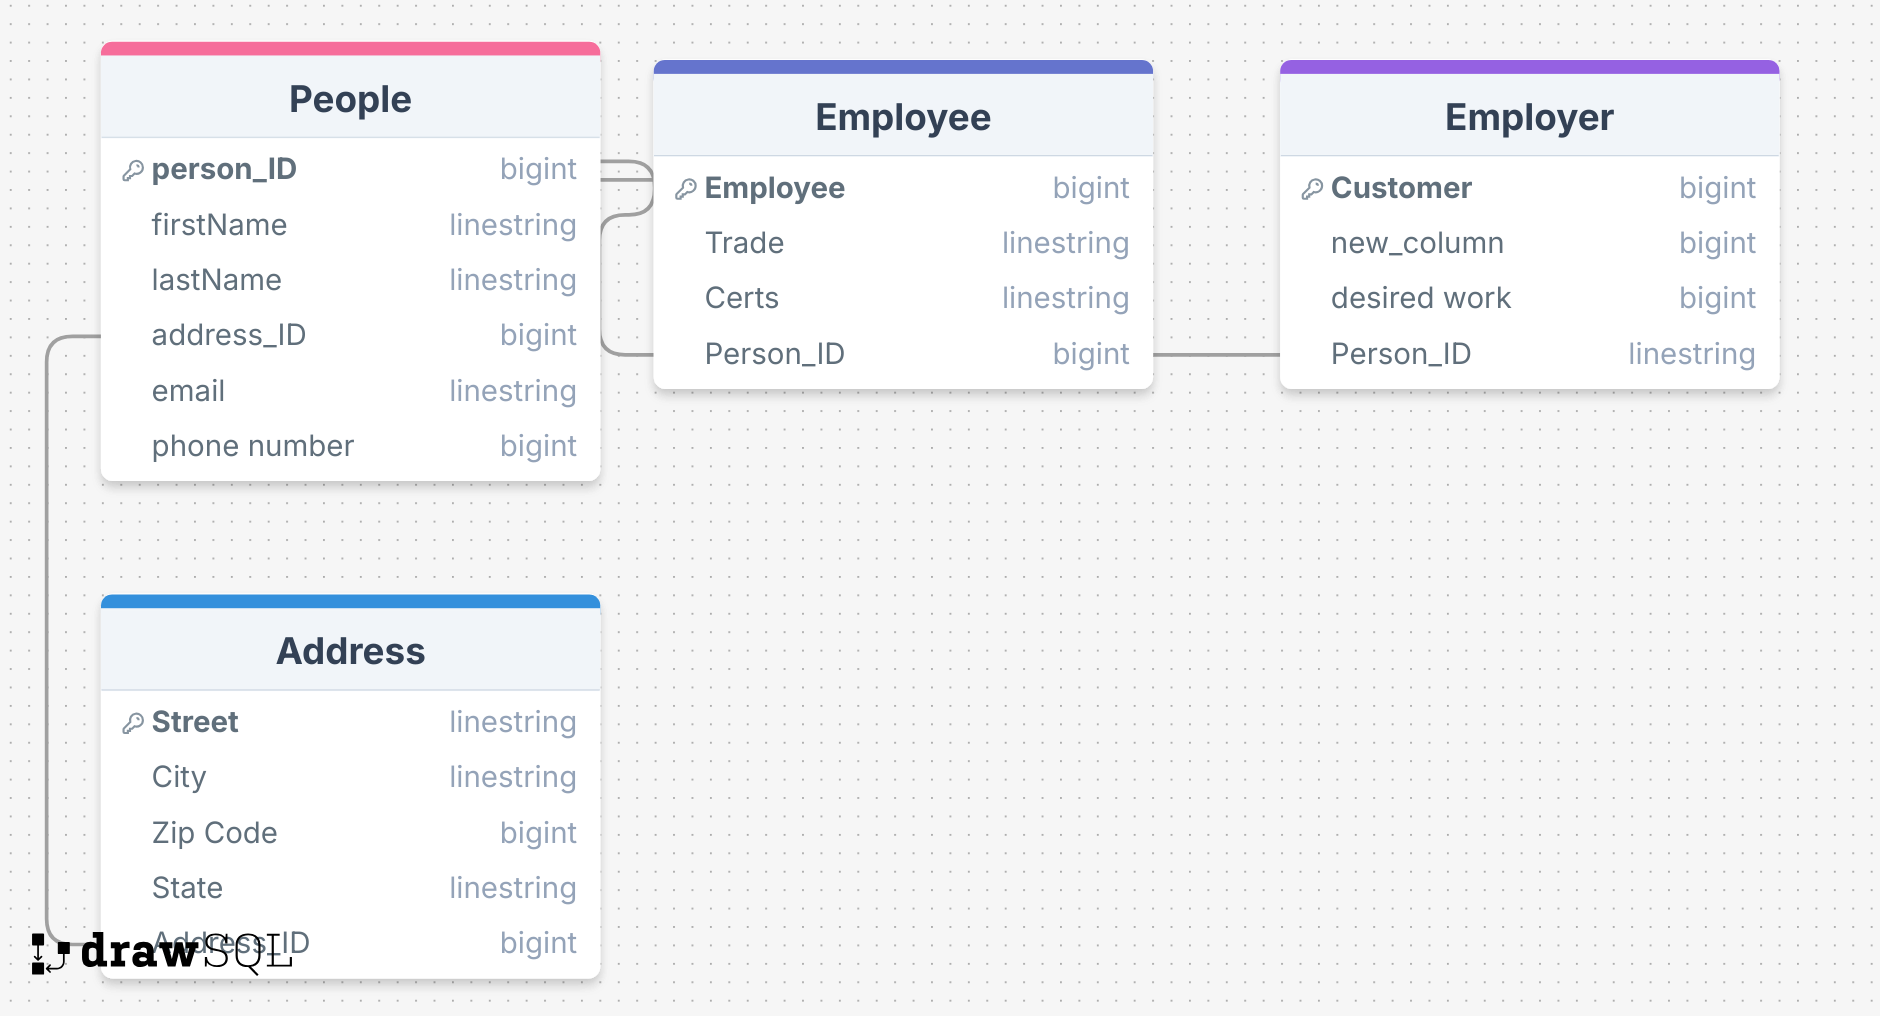 People
person_ID bigint
firstName linestring
lastName linestring
address_ID bigint
email linestring
phone number bigint
Employee
Employee bigint
Trade linestring
Certs linestring
Person_ID bigint
Employer
Customer bigint
new_column bigint
desired work bigint
Person_ID linestring
Address
Street linestring
City linestring
Zip Code bigint
State linestring
Address_ID bigint
drawSQL